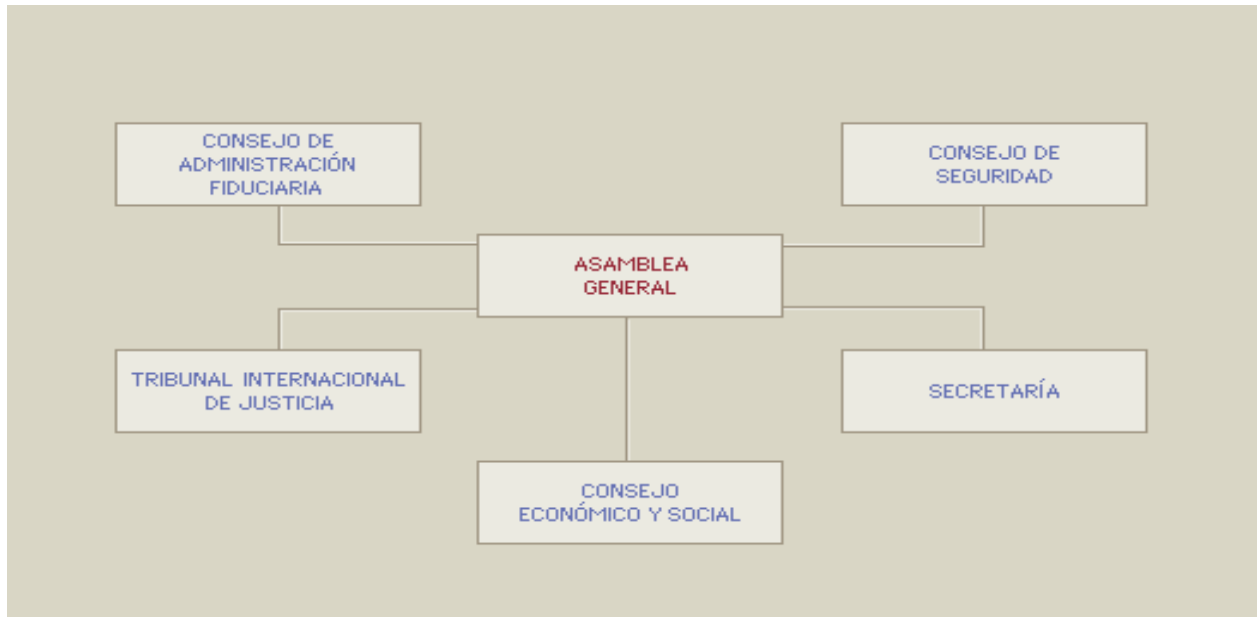 CONSEJO DE
ADMINISTRACIÓN
FIDUCIARIA
CONSEJO DE
SEGURIDAD
ASAMBLEA
GENERAL
TRIBUNAL INTERNACIONAL
DE JUSTICIA
SECRETARÍA
CONSEJO
ECONÓMICO Y SOCIAL